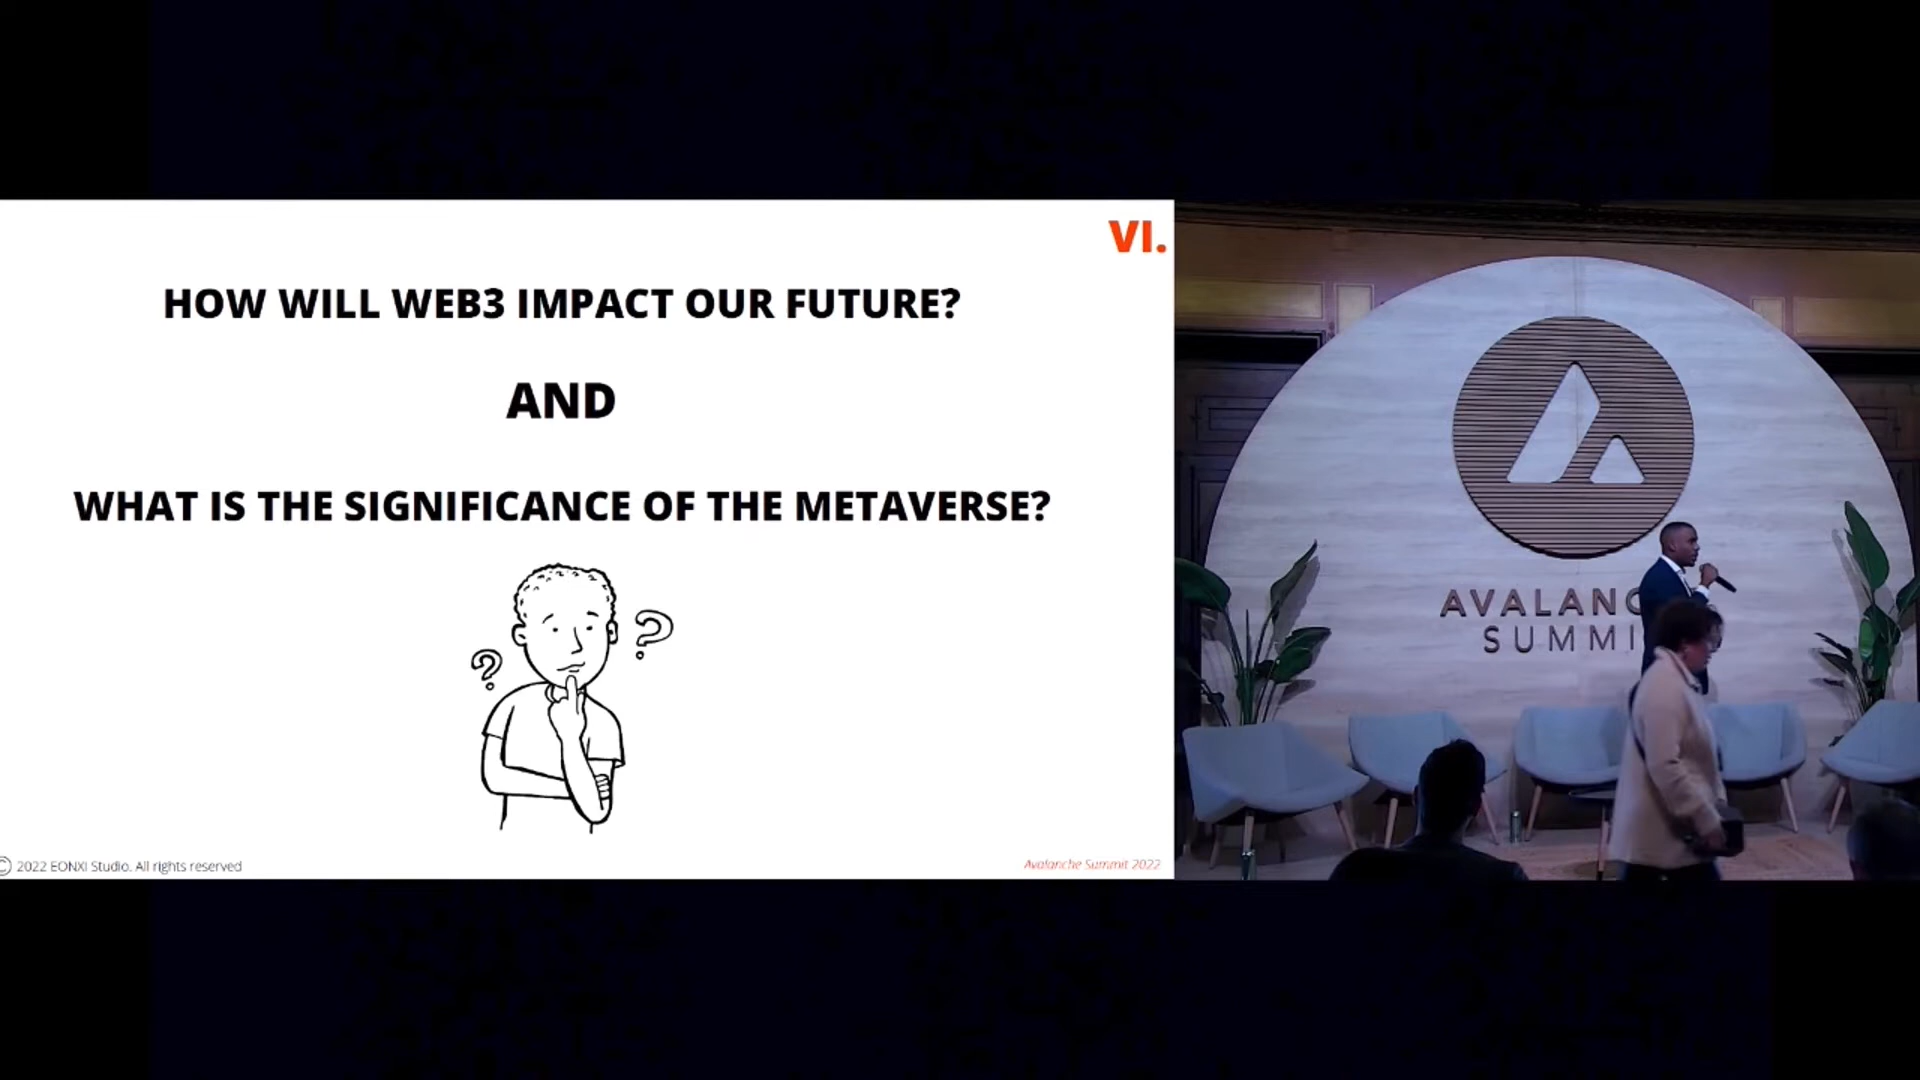 VI.
HOW WILL WEB3 IMPACT OUR FUTURE?
AND
WHAT IS THE SIGNIFICANCE OF THE METAVERSE?
?
?
© 2022 EONXI Studio. All rights reserved
Avalanche Summit 2022
AVALANC
SUMMI